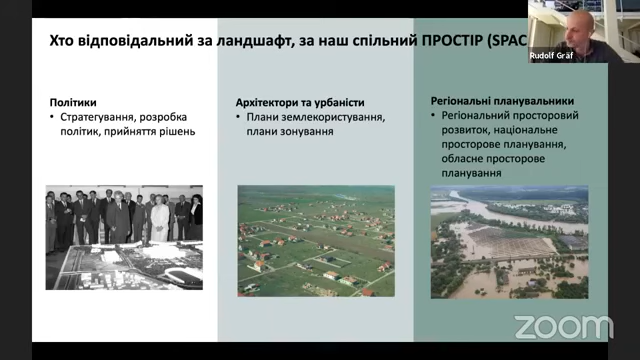 Хто відповідальний за ландшафт, за наш спільний ПРОСТІР (SPAC
Rudolf Gräf
Політики
• Стратегування, розробка
політик, прийняття рішень
Архітектори та урбаністи
• Плани землекористування,
плани зонування
Регіональні планувальники
• Регіональний просторовий
розвиток, національне
просторове планування,
обласне просторове
планування
zoom